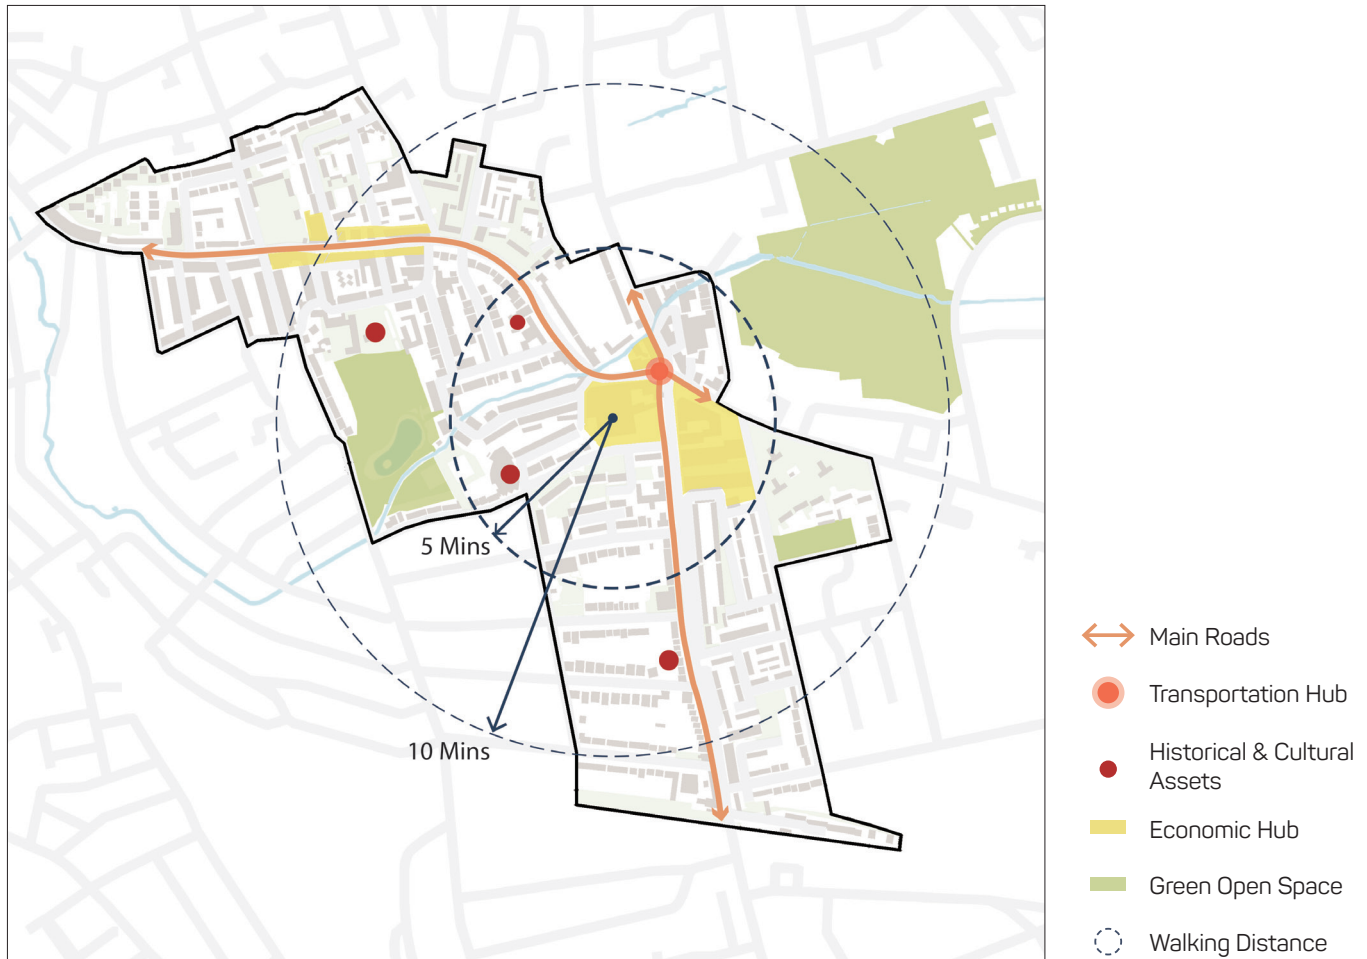 5 Mins
10 Mins
Main Roads
Transportation Hub
Historical & Cultural
Assets
Economic Hub
Green Open Space
Walking Distance